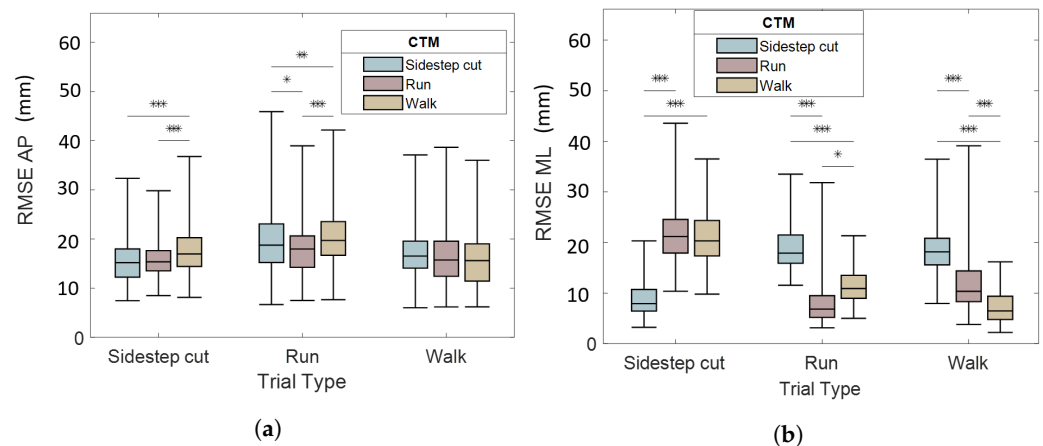 60
50
40
30
20
10
0
RMSE AP (mm)
CTM
Sidestep cut
Run
Walk
**
*
***
***
***
Sidestep cut Run Walk
Trial Type
(a)
60
50
40
30
20
10
0
RMSE ML (mm)
CTM
Sidestep cut
Run
Walk
***
***
***
***
*
***
***
***
Sidestep cut Run Walk
Trial Type
(b)